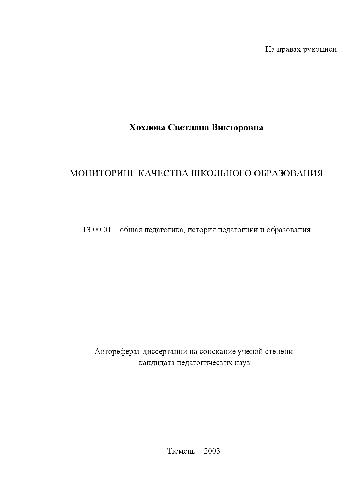 На правах рукописи
Хохлова Светлана Викторовна
МОНИТОРИНГ КАЧЕСТВА ШКОЛЬНОГО ОБРАЗОВАНИЯ
13.00.01 – общая педагогика, история педагогики и образования
Автореферат диссертации на соискание ученой степени
кандидата педагогических наук
Тюмень – 2003